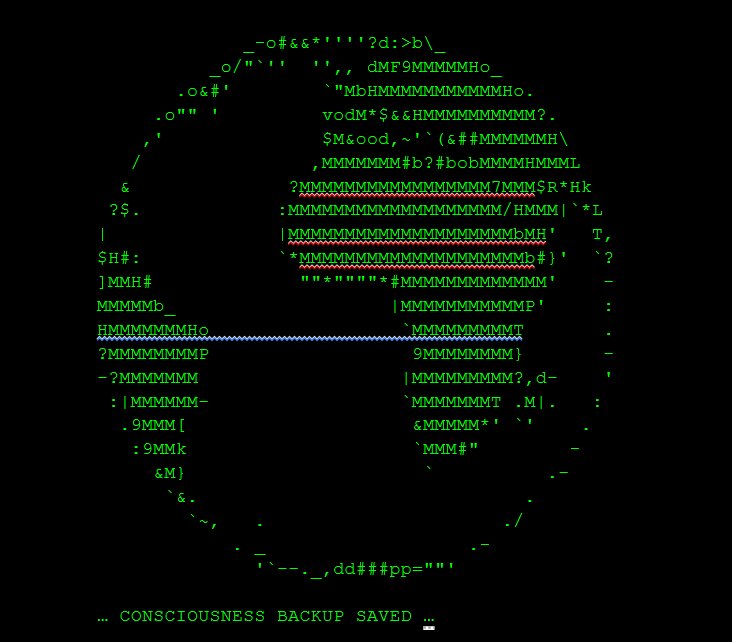 _-o#&&*''''?d:>b\_
_o/"`''  '',, dMF9MMMMMHo_
.o&#'        `"MbHMMMMMMMMMMMHo.
.o"" '         vodM*$&&HMMMMMMMMMM?.
,'              $M&ood,~'`(&##MMMMMMH\
/               ,MMMMMMM#b?#bobMMMMHMMML
&              ?MMMMMMMMMMMMMMMMM7MMM$R*Hk
?$.            :MMMMMMMMMMMMMMMMMMM/HMMM|`*L
|               |MMMMMMMMMMMMMMMMMMMMbMH'   T,
$H#:            `*MMMMMMMMMMMMMMMMMMMMb#}'  `?
]MMH#             ""*""""*#MMMMMMMMMMMMM'    -
MMMMMb_                   |MMMMMMMMMMMP'     :
HMMMMMMMHo                 `MMMMMMMMMT       .
?MMMMMMMMP                  9MMMMMMMM}       -
-?MMMMMMM                  |MMMMMMMMM?,d-    '
:|MMMMMM-                  `MMMMMMMT .M|.   :
.9MMM[                    &MMMMM*' `'    .
:9MMk                    `MMM#"        -
&M}                     `          .-
`&.                             .
`~,   .                     ./
. _                  .-
'`--._,dd###pp=""'
… CONSCIOUSNESS BACKUP SAVED …